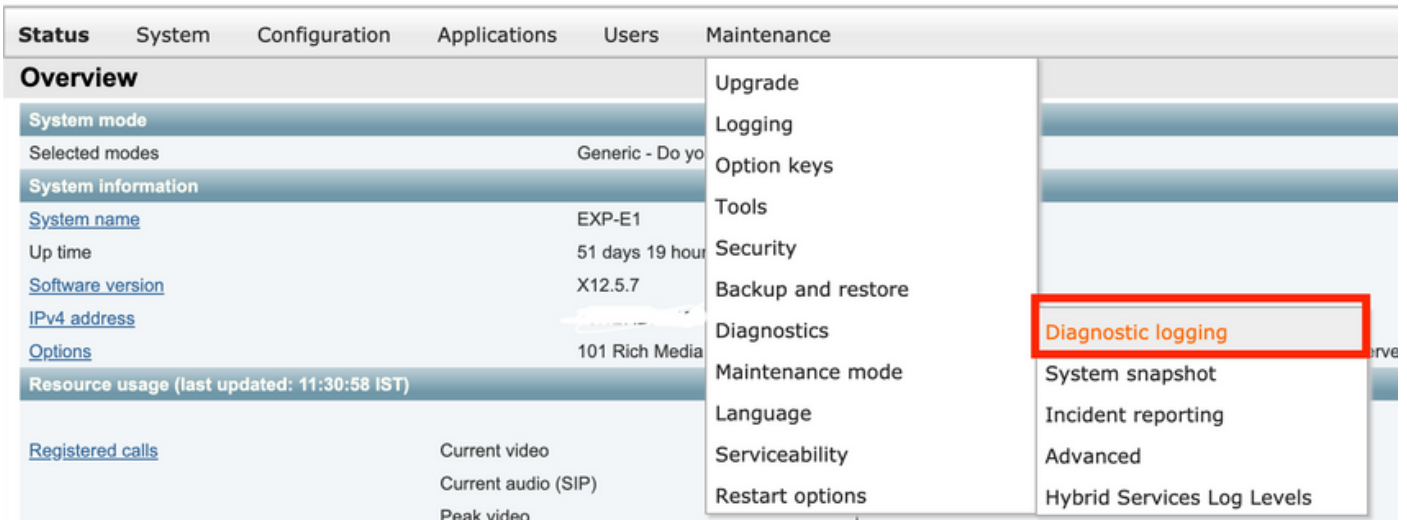 Status System Configuration Applications Users Maintenance
Overview
System mode
Selected modes Generic - Do yo
System information
System name EXP-E1
Up time 51 days 19 hour
Software version X12.5.7
IPv4 address
Options 101 Rich Media
Resource usage (last updated: 11:30:58 IST)
Registered calls Current video
Current audio (SIP)
Peak video
Upgrade
Logging
Option keys
Tools
Security
Backup and restore
Diagnostics
Maintenance mode
Language
Serviceability
Restart options
Diagnostic logging
System snapshot
Incident reporting
Advanced
Hybrid Services Log Levels